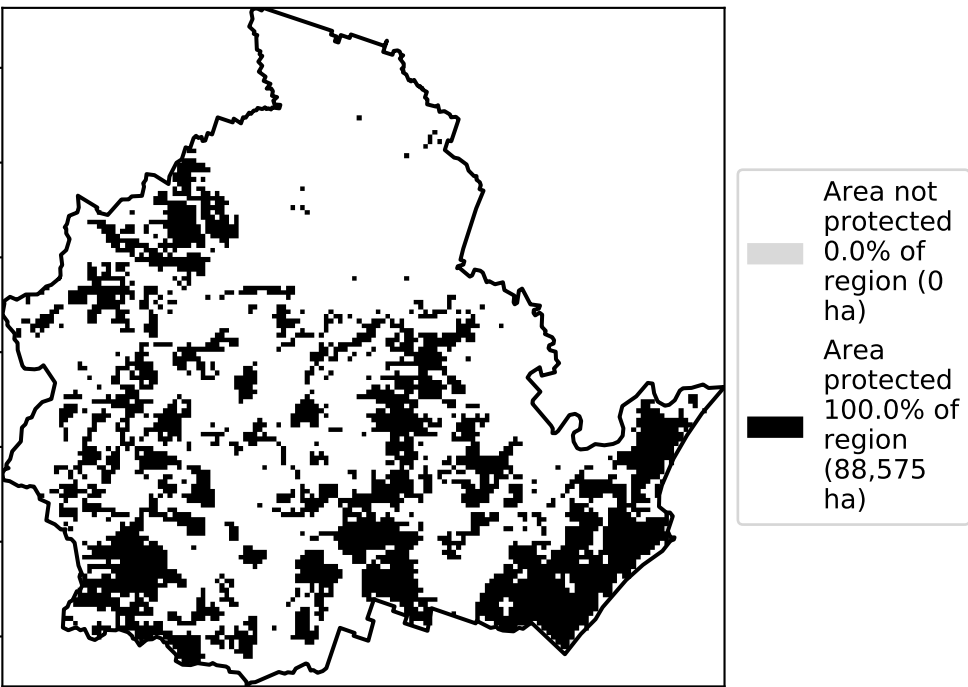 Area not
protected
0.0% of
region (0
ha)
Area
protected
100.0% of
region
(88,575
ha)